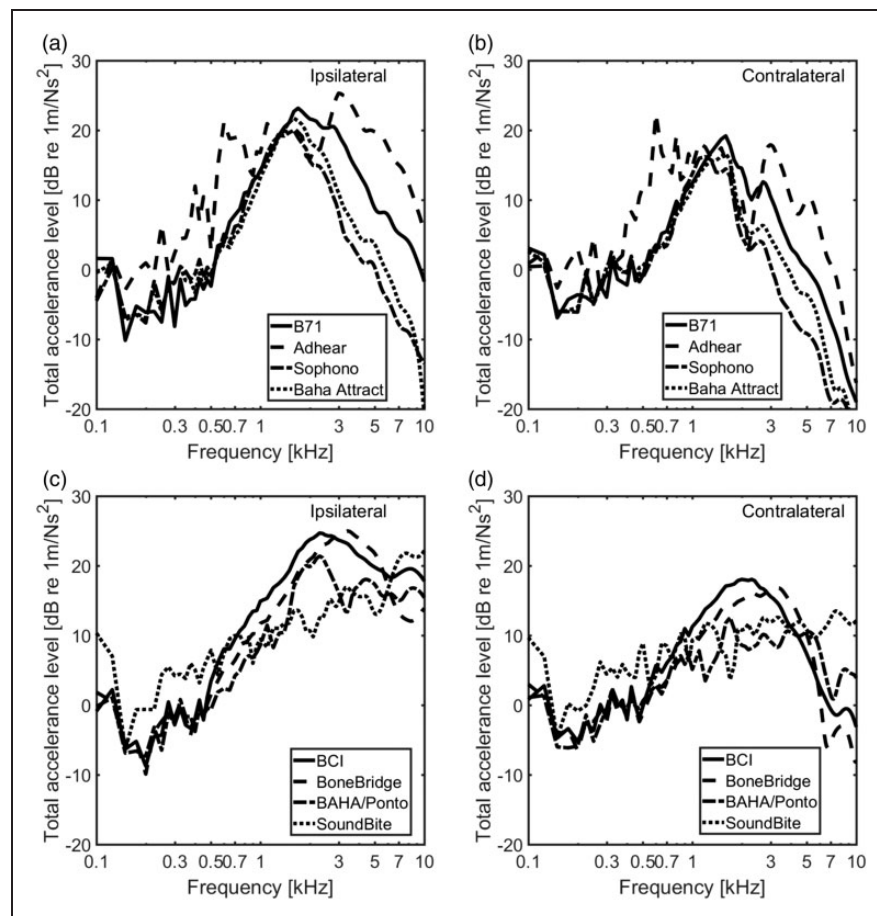 (a)
Ipsilateral
Total accelerance level [dB re 1m/Ns²]
30
20
10
0
-10
-20
B71
Adhear
Sophono
Baha Attract
0.1 0.3 0.50.7 1 3 5 7 10
Frequency [kHz]
(b)
Contralateral
Total accelerance level [dB re 1m/Ns²]
30
20
10
0
-10
-20
B71
Adhear
Sophono
Baha Attract
0.1 0.3 0.50.7 1 3 5 7 10
Frequency [kHz]
(c)
Ipsilateral
Total accelerance level [dB re 1m/Ns²]
30
20
10
0
-10
-20
BCI
BoneBridge
BAHA/Ponto
SoundBite
0.1 0.3 0.50.7 1 3 5 7 10
Frequency [kHz]
(d)
Contralateral
Total accelerance level [dB re 1m/Ns²]
30
20
10
0
-10
-20
BCI
BoneBridge
BAHA/Ponto
SoundBite
0.1 0.3 0.50.7 1 3 5 7 10
Frequency [kHz]